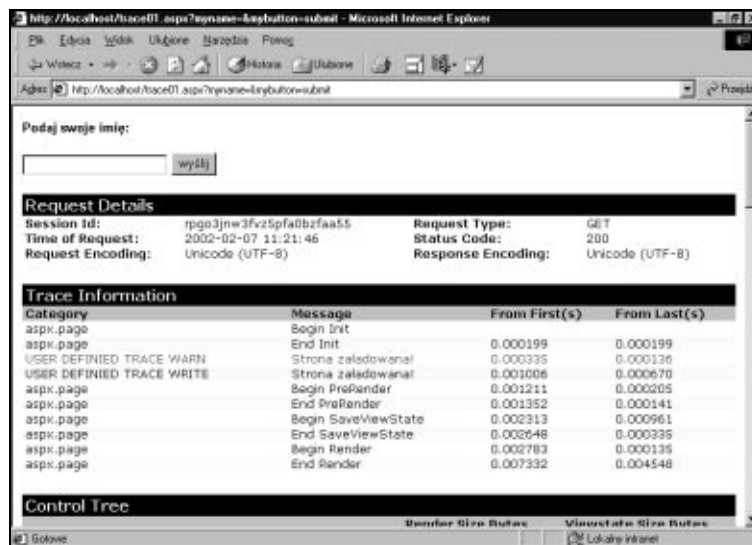 http://localhost/trace01.aspx?myname=&mybutton=submit - Microsoft Internet Explorer
Plik Edycja Widok Ulubione Narzędzia Pomoc
Wstecz Historia Ulubione
Adres http://localhost/trace01.aspx?myname=&mybutton=submit Przejdź
Podaj swoje imię:
wyślij
Request Details
Session Id: rpgo3jnw3fvz5pfa0bzfaa55 Request Type: GET
Time of Request: 2002-02-07 11:21:46 Status Code: 200
Request Encoding: Unicode (UTF-8) Response Encoding: Unicode (UTF-8)
Trace Information
Category Message From First(s) From Last(s)
aspx.page Begin Init
aspx.page End Init 0.000199 0.000199
USER DEFINIED TRACE WARN Strona załadowana! 0.000335 0.000136
USER DEFINIED TRACE WRITE Strona załadowana! 0.001006 0.000670
aspx.page Begin PreRender 0.001211 0.000205
aspx.page End PreRender 0.001352 0.000141
aspx.page Begin SaveViewState 0.002313 0.000961
aspx.page End SaveViewState 0.002648 0.000335
aspx.page Begin Render 0.002783 0.000135
aspx.page End Render 0.007332 0.004548
Control Tree
Render Size Bytes Viewstate Size Bytes
Gotowe Lokalny intranet